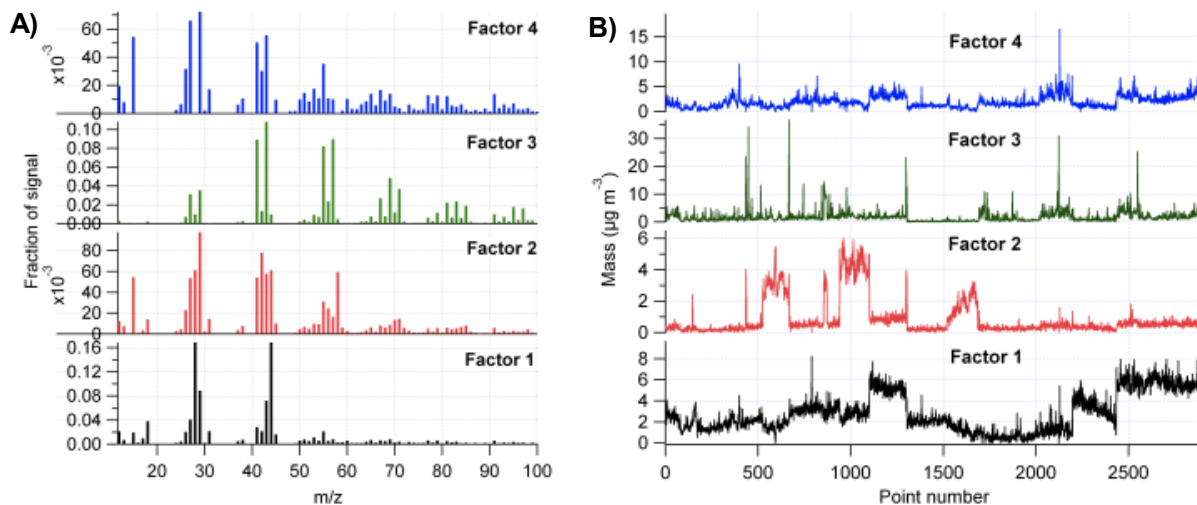 A)
Fraction of signal
x10⁻³
60
40
20
0
Factor 4
0.10
0.08
0.06
0.04
0.02
0.00
Factor 3
x10⁻³
80
60
40
20
0
Factor 2
0.16
0.12
0.08
0.04
0.00
Factor 1
20 30 40 50 60 70 80 90 100
m/z
B)
Mass (µg m⁻³)
15
10
5
0
Factor 4
30
20
10
0
Factor 3
6
4
2
0
Factor 2
8
6
4
2
0
Factor 1
0 500 1000 1500 2000 2500
Point number